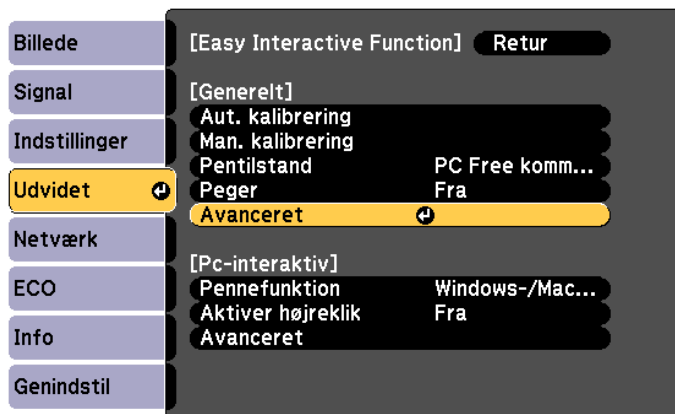 Billede
Signal
Indstillinger
Udvidet
Netværk
ECO
Info
Genindstil
[Easy Interactive Function] Retur
[Generelt]
Aut. kalibrering
Man. kalibrering
Pentilstand PC Free komm...
Peger Fra
Avanceret
[Pc-interaktiv]
Pennefunktion Windows-/Mac...
Aktiver højreklik Fra
Avanceret